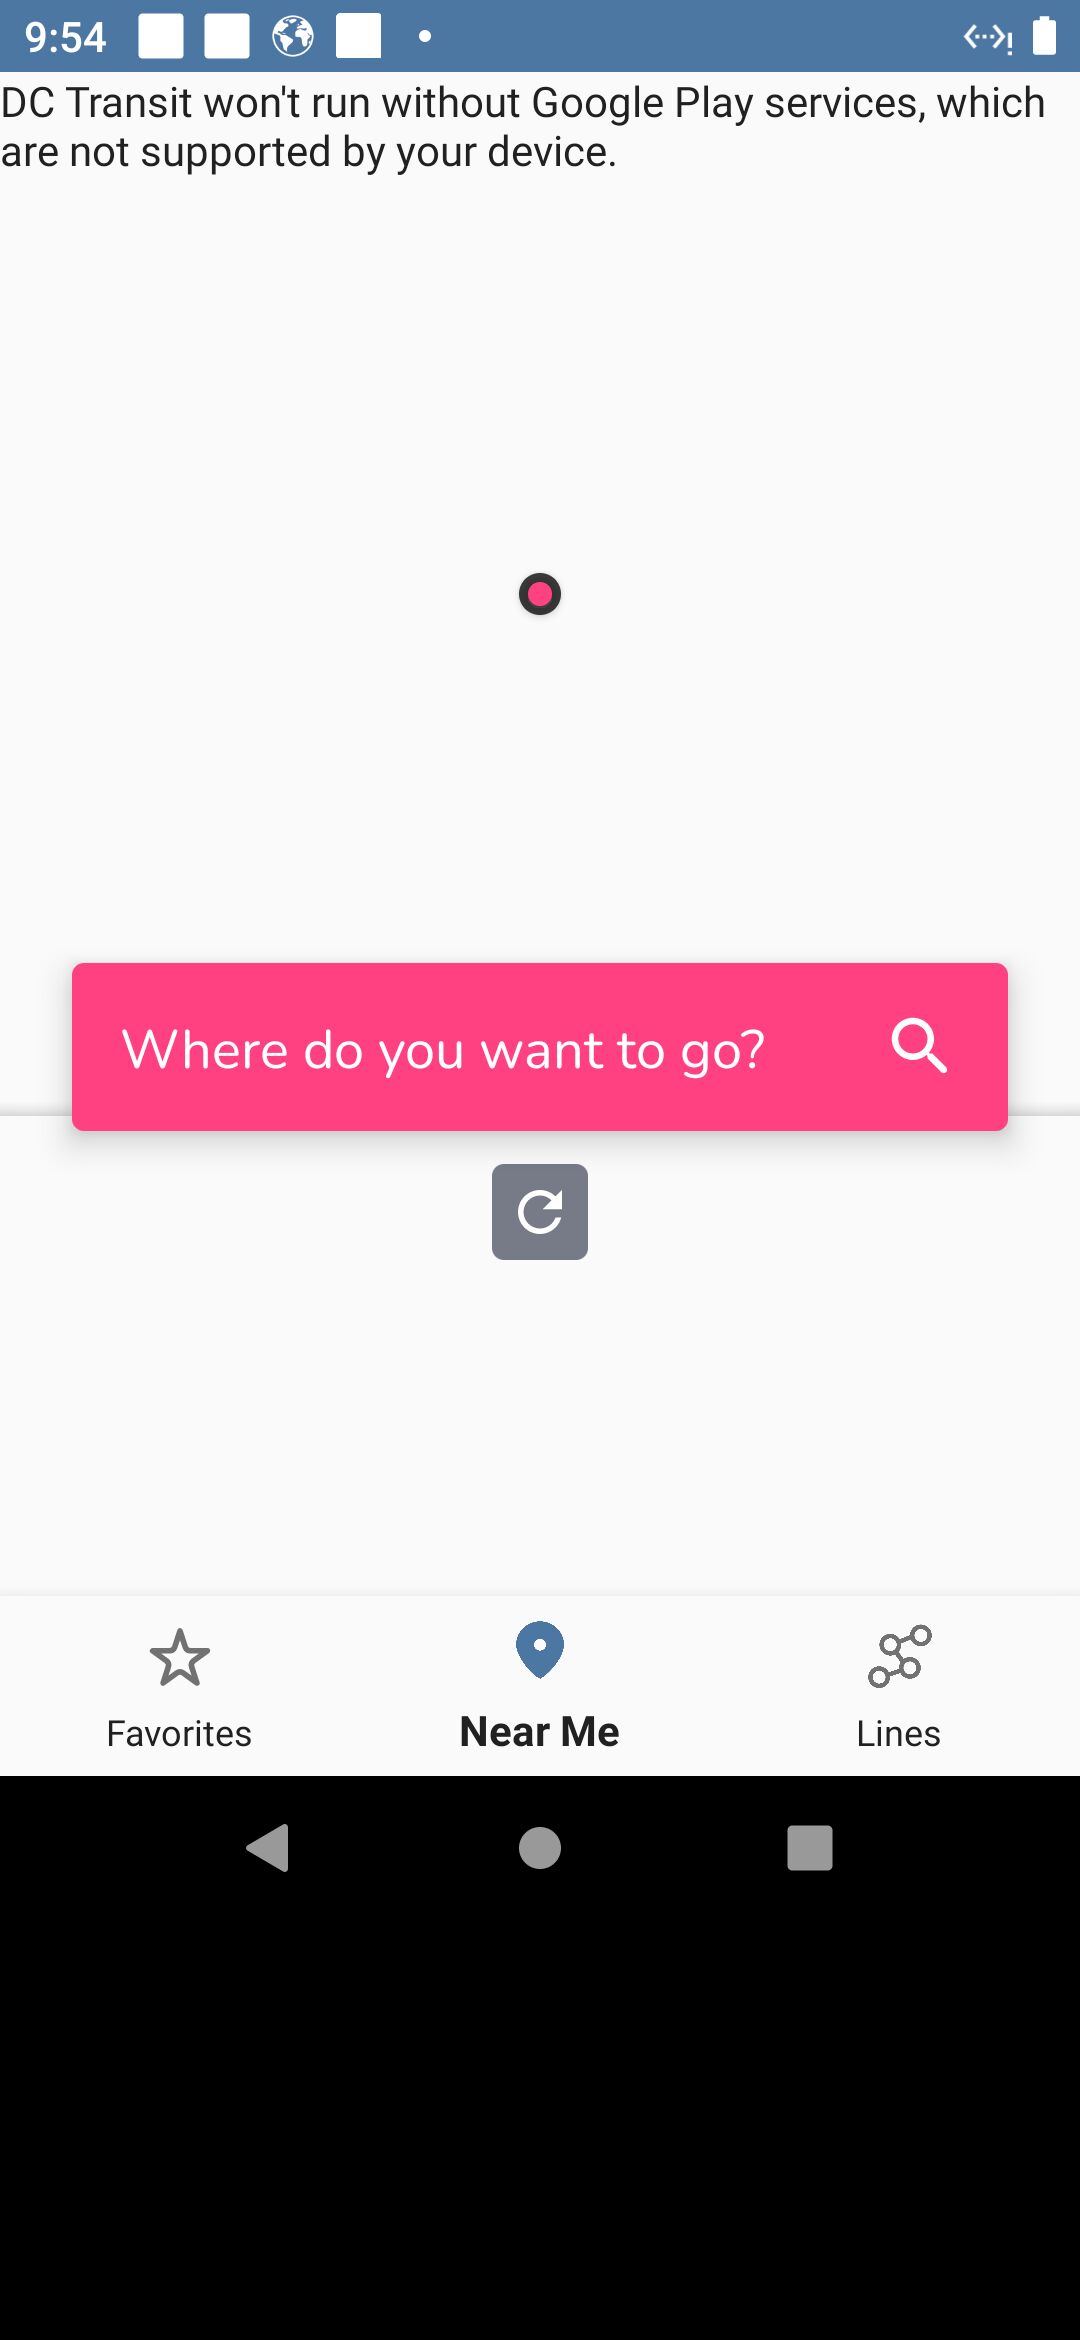 9:54
DC Transit won't run without Google Play services, which
are not supported by your device.
Where do you want to go?
Favorites
Near Me
Lines